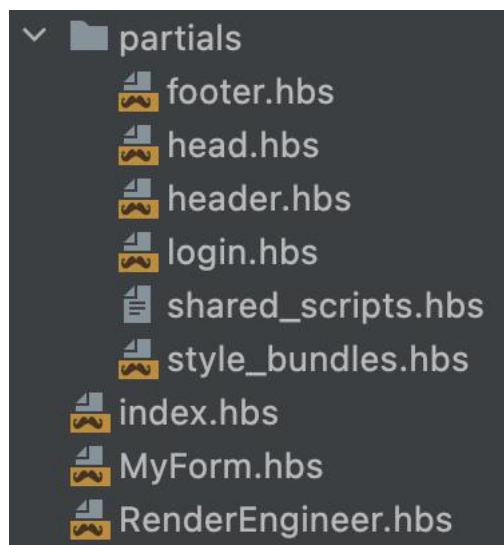 partials
footer.hbs
head.hbs
header.hbs
login.hbs
shared_scripts.hbs
style_bundles.hbs
index.hbs
MyForm.hbs
RenderEngineer.hbs